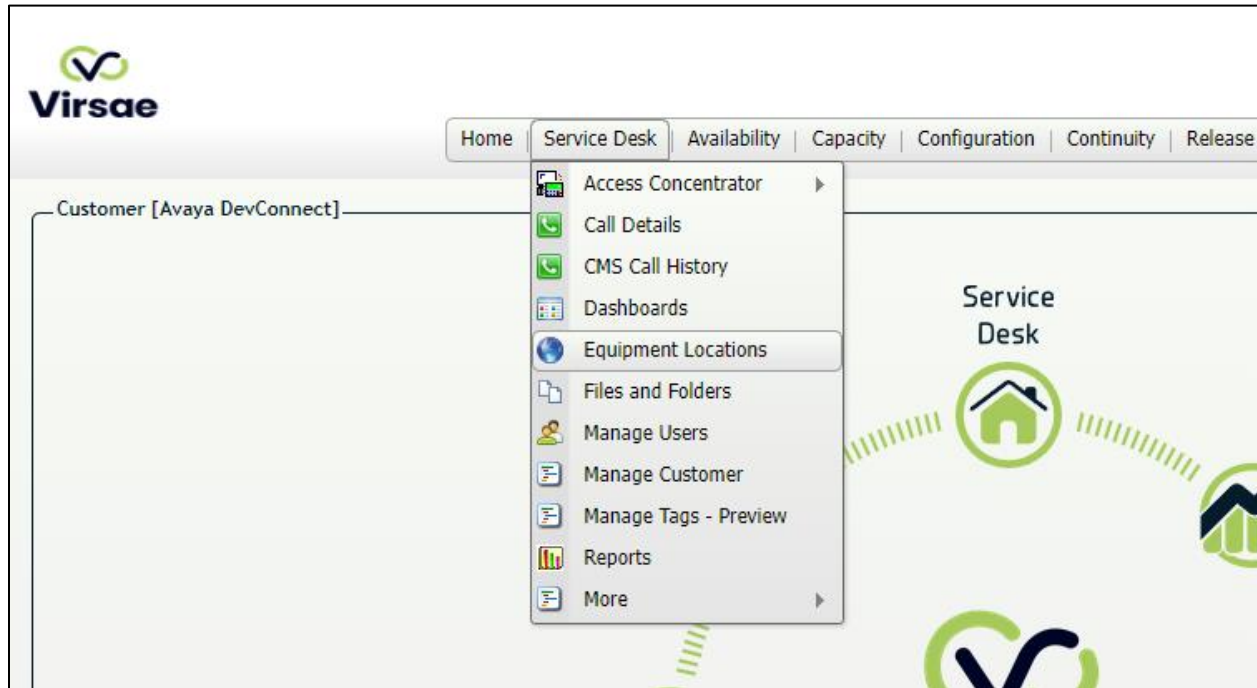 Virsae
Home | Service Desk | Availability | Capacity | Configuration | Continuity | Release
Customer [Avaya DevConnect]
Access Concentrator
Call Details
CMS Call History
Dashboards
Equipment Locations
Files and Folders
Manage Users
Manage Customer
Manage Tags - Preview
Reports
More
Service
Desk